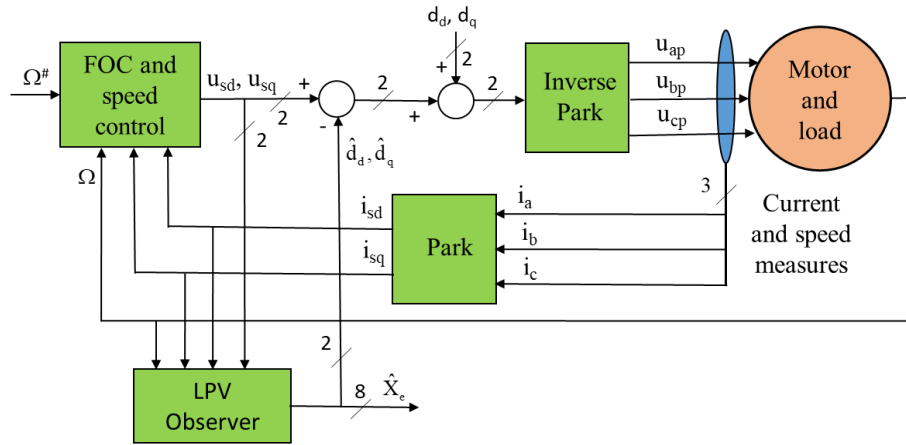 d_d, d_q
Ω^#
FOC and
speed
control
u_sd, u_sq
+
2
2
-
2
+
2
+
2
Inverse
Park
u_ap
u_bp
u_cp
Motor
and
load
d̂_d, d̂_q
Ω
i_sd
i_sq
Park
i_a
i_b
i_c
3
Current
and speed
measures
2
LPV
Observer
8
X̂_e